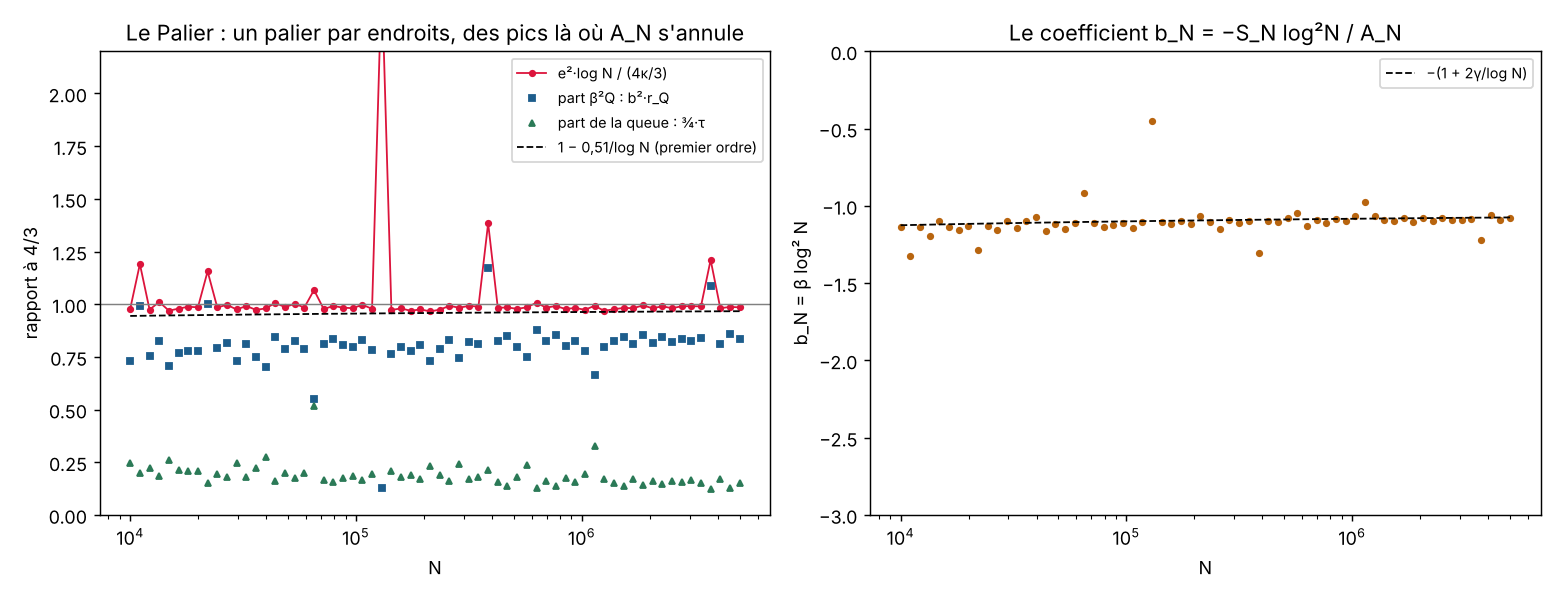 Le Palier : un palier par endroits, des pics là où A_N s'annule
rapport à 4/3
2.00
1.75
1.50
1.25
1.00
0.75
0.50
0.25
0.00
e²·log N / (4κ/3)
part β²Q : b²·r_Q
part de la queue : ¾·τ
1 − 0,51/log N (premier ordre)
10⁴
10⁵
10⁶
N
Le coefficient b_N = −S_N log²N / A_N
b_N = β log² N
0.0
−0.5
−1.0
−1.5
−2.0
−2.5
−3.0
−(1 + 2γ/log N)
10⁴
10⁵
10⁶
N